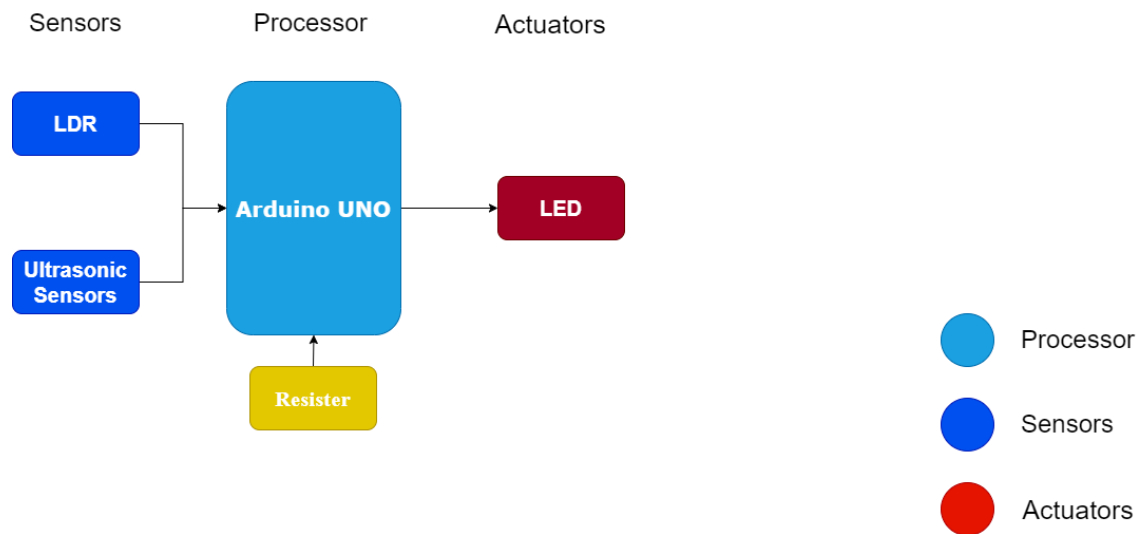 Sensors
Processor
Actuators
LDR
Arduino UNO
LED
Ultrasonic
Sensors
Resister
Processor
Sensors
Actuators